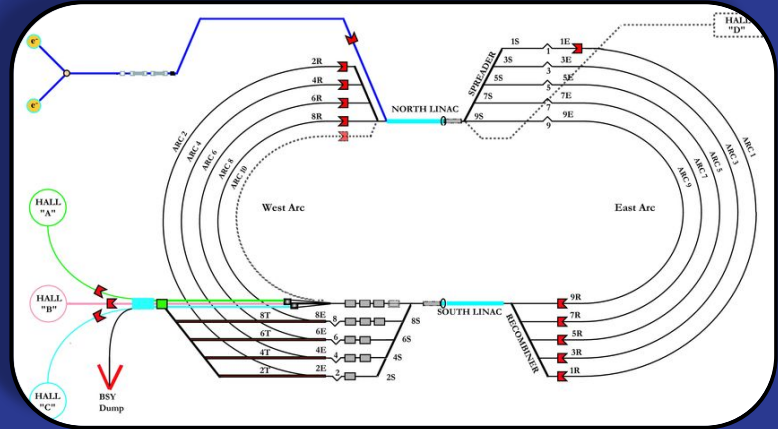 HALL
"D"
e-
e-
2R
4R
6R
8R
ARC 2
ARC 4
ARC 6
ARC 8
ARC 10
NORTH LINAC
SPREADER
1S
3S
5S
7S
9S
1
3
5
7
9
1E
3E
5E
7E
9E
ARC 1
ARC 3
ARC 5
ARC 7
ARC 9
West Arc
East Arc
HALL
"A"
HALL
"B"
HALL
"C"
BSY
Dump
8T
6T
4T
2T
8E
6E
4E
2E
8
6
4
2
8S
6S
4S
2S
SOUTH LINAC
RECOMBINER
9R
7R
5R
3R
1R